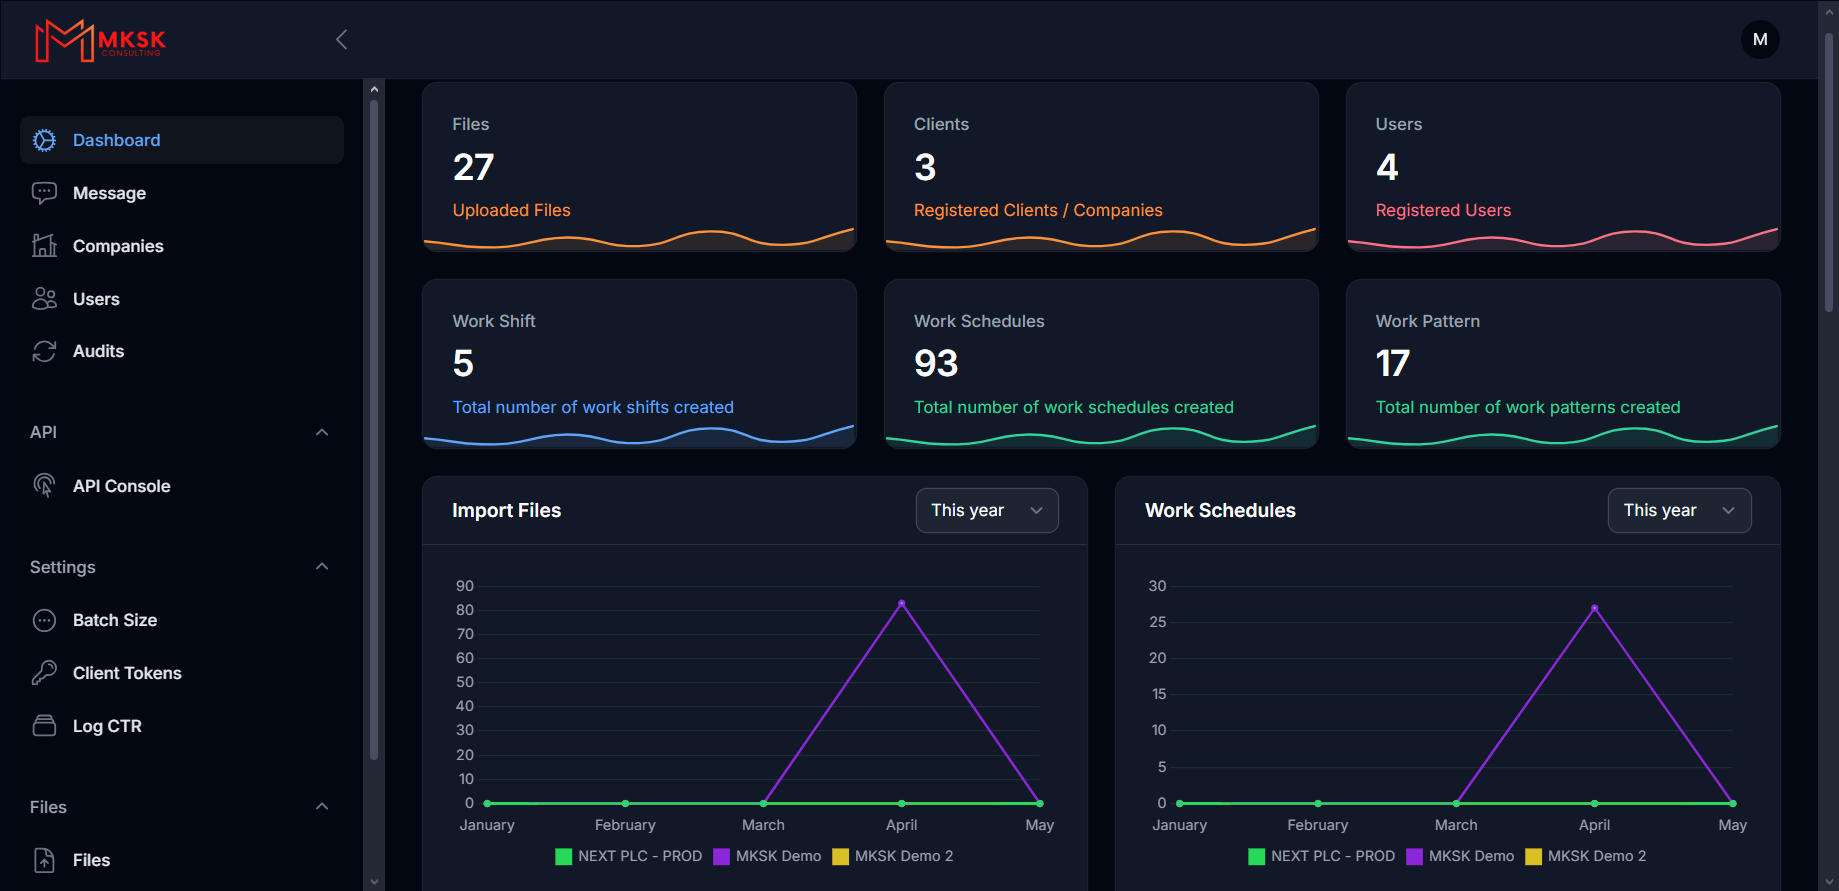 MKSK
CONSULTING
M
Dashboard
Message
Companies
Users
Audits
API
API Console
Settings
Batch Size
Client Tokens
Log CTR
Files
Files
Files
27
Uploaded Files
Clients
3
Registered Clients / Companies
Users
4
Registered Users
Work Shift
5
Total number of work shifts created
Work Schedules
93
Total number of work schedules created
Work Pattern
17
Total number of work patterns created
Import Files
This year
90
80
70
60
50
40
30
20
10
0
January February March April May
NEXT PLC - PROD MKSK Demo MKSK Demo 2
Work Schedules
This year
30
25
20
15
10
5
0
January February March April May
NEXT PLC - PROD MKSK Demo MKSK Demo 2